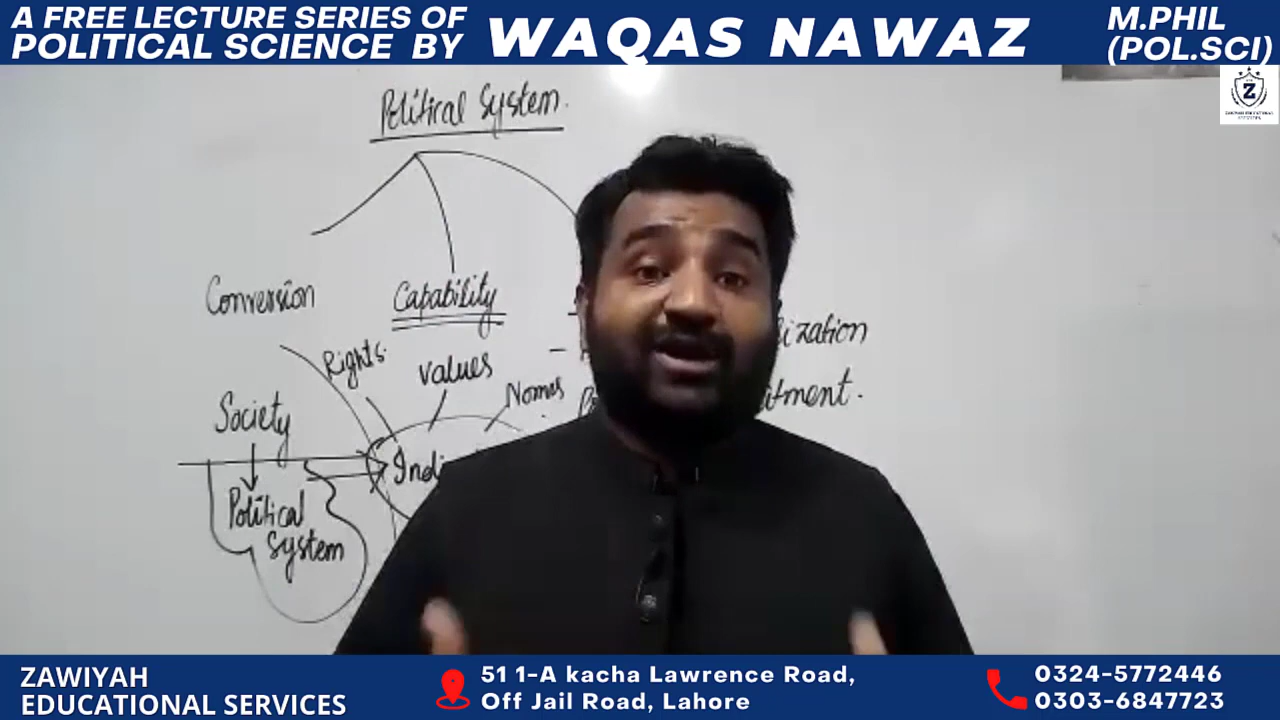 A FREE LECTURE SERIES OF
POLITICAL SCIENCE BY
WAQAS NAWAZ
M.PHIL
(POL.SCI)
Z
Political System.
Conversion
Capability
Rights
values
Norms
ization
itment.
Society
Indi
Political
System
ZAWIYAH
EDUCATIONAL SERVICES
51 1-A kacha Lawrence Road,
Off Jail Road, Lahore
0324-5772446
0303-6847723